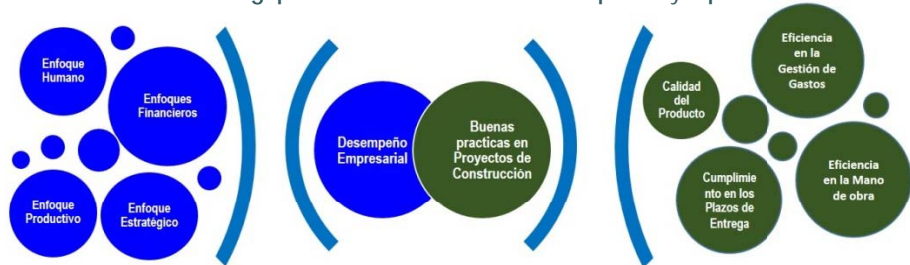 Enfoque
Humano
Enfoques
Financieros
Enfoque
Productivo
Enfoque
Estratégico
Desempeño
Empresarial
Buenas
practicas en
Proyectos de
Construcción
Calidad
del
Producto
Eficiencia
en la
Gestión de
Gastos
Cumplimie
nto en los
Plazos de
Entrega
Eficiencia
en la Mano
de obra